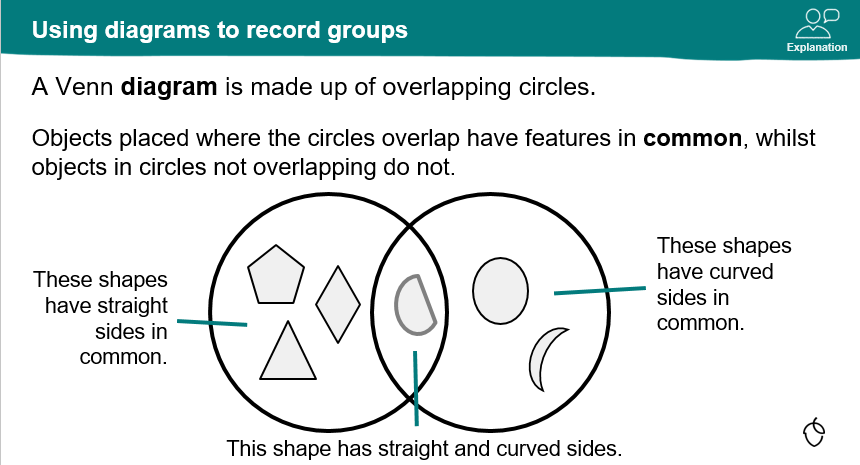 Using diagrams to record groups
Explanation
A Venn diagram is made up of overlapping circles.
Objects placed where the circles overlap have features in common, whilst
objects in circles not overlapping do not.
These shapes
have straight
sides in
common.
These shapes
have curved
sides in
common.
This shape has straight and curved sides.